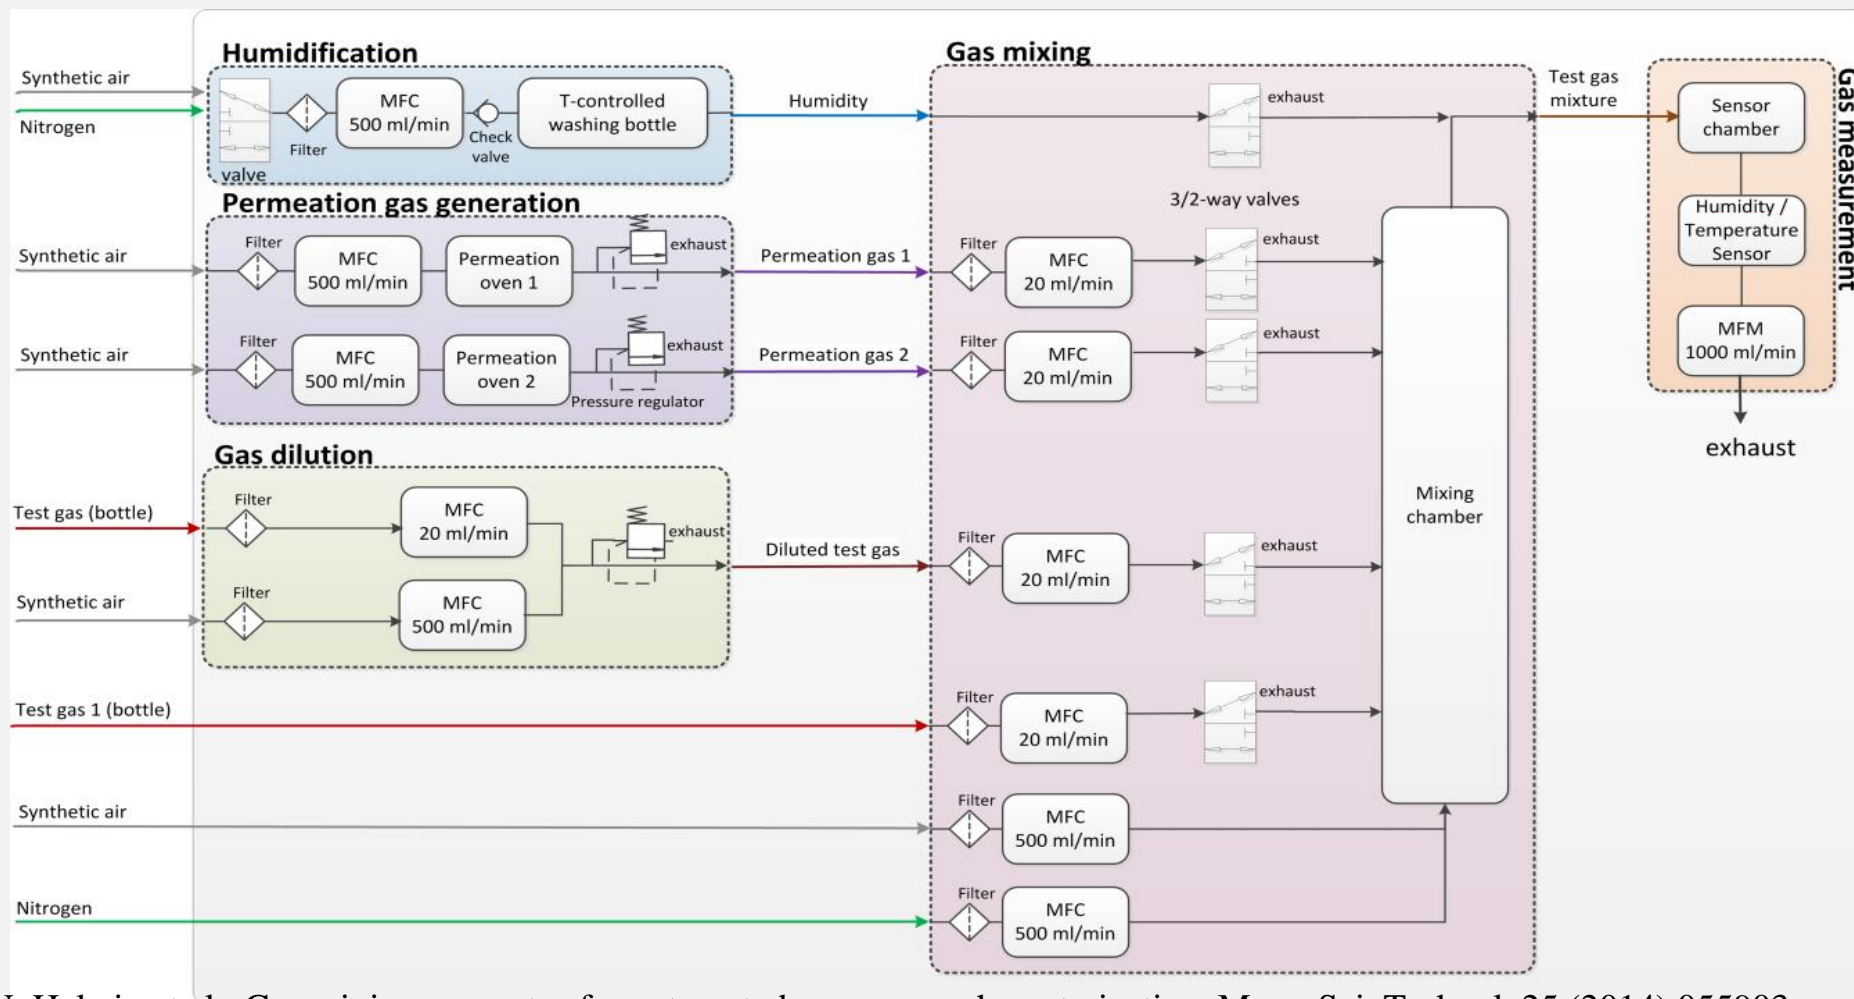 Humidification
Synthetic air
Nitrogen
valve
Filter
MFC
500 ml/min
Check
valve
T-controlled
washing bottle
Humidity
Permeation gas generation
Synthetic air
Filter
MFC
500 ml/min
Permeation
oven 1
exhaust
Permeation gas 1
Synthetic air
Filter
MFC
500 ml/min
Permeation
oven 2
exhaust
Pressure regulator
Permeation gas 2
Gas dilution
Test gas (bottle)
Filter
MFC
20 ml/min
exhaust
Diluted test gas
Synthetic air
Filter
MFC
500 ml/min
Test gas 1 (bottle)
Synthetic air
Nitrogen
Gas mixing
exhaust
3/2-way valves
Filter
MFC
20 ml/min
exhaust
Filter
MFC
20 ml/min
exhaust
Filter
MFC
20 ml/min
exhaust
Filter
MFC
20 ml/min
exhaust
Filter
MFC
500 ml/min
Filter
MFC
500 ml/min
Mixing
chamber
Test gas
mixture
Gas measurement
Sensor
chamber
Humidity /
Temperature
Sensor
MFM
1000 ml/min
exhaust